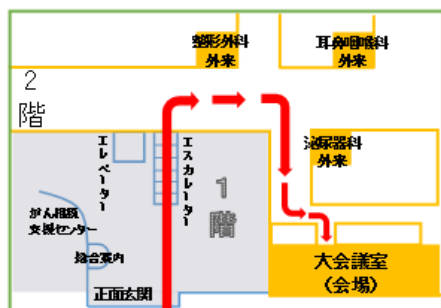 整形外科
外来
耳鼻咽喉科
外来
2
階
泌尿器科
外来
エレベーター
エスカレーター
1
階
がん相談
支援センター
総合案内
正面玄関
大会議室
(会場)